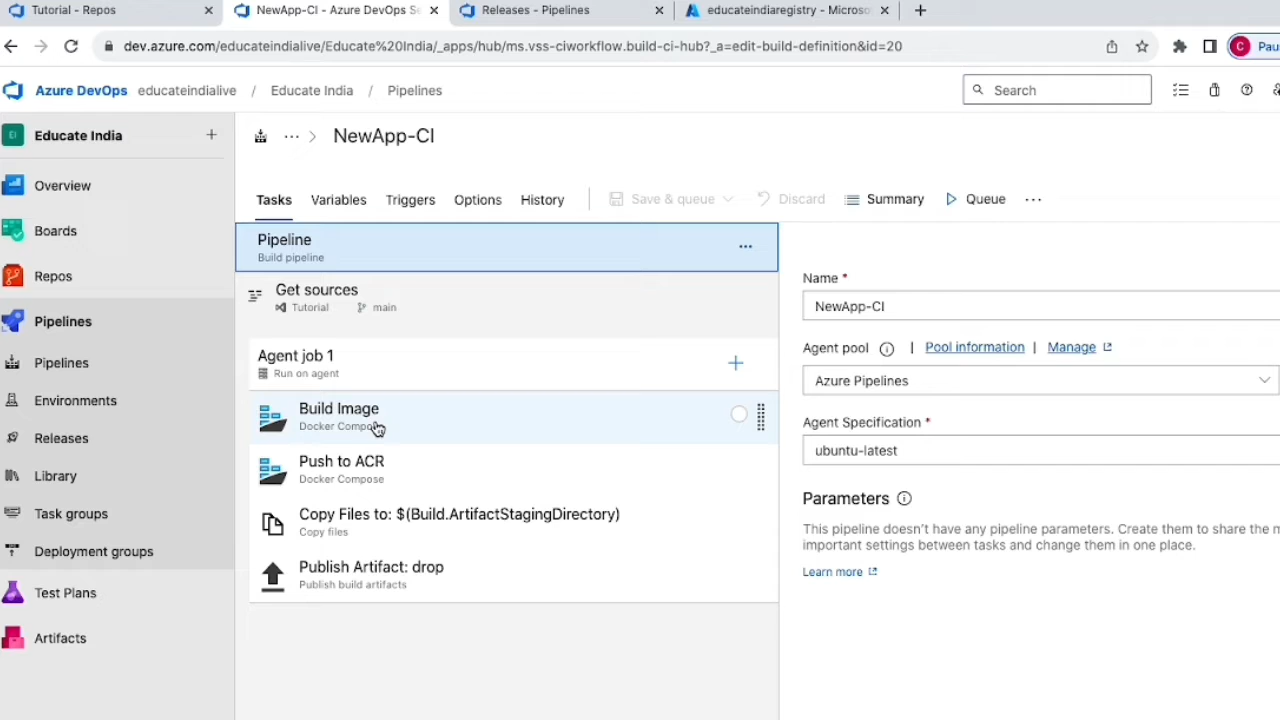 Tutorial - Repos
NewApp-CI - Azure DevOps Se
Releases - Pipelines
educateindiaregistry - Microso
dev.azure.com/educateindialive/Educate%20India/_apps/hub/ms.vss-ciworkflow.build-ci-hub?_a=edit-build-definition&id=20
C
Pau
Azure DevOps educateindialive / Educate India / Pipelines
Search
EI
Educate India
Overview
Boards
Repos
Pipelines
Pipelines
Environments
Releases
Library
Task groups
Deployment groups
Test Plans
Artifacts
... > NewApp-CI
Tasks Variables Triggers Options History
Save & queue
Discard
Summary
Queue
...
Pipeline
Build pipeline
...
Get sources
Tutorial main
Agent job 1
Run on agent
Build Image
Docker Compose
Push to ACR
Docker Compose
Copy Files to: $(Build.ArtifactStagingDirectory)
Copy files
Publish Artifact: drop
Publish build artifacts
Name *
NewApp-CI
Agent pool | Pool information | Manage
Azure Pipelines
Agent Specification *
ubuntu-latest
Parameters
This pipeline doesn't have any pipeline parameters. Create them to share the m
important settings between tasks and change them in one place.
Learn more